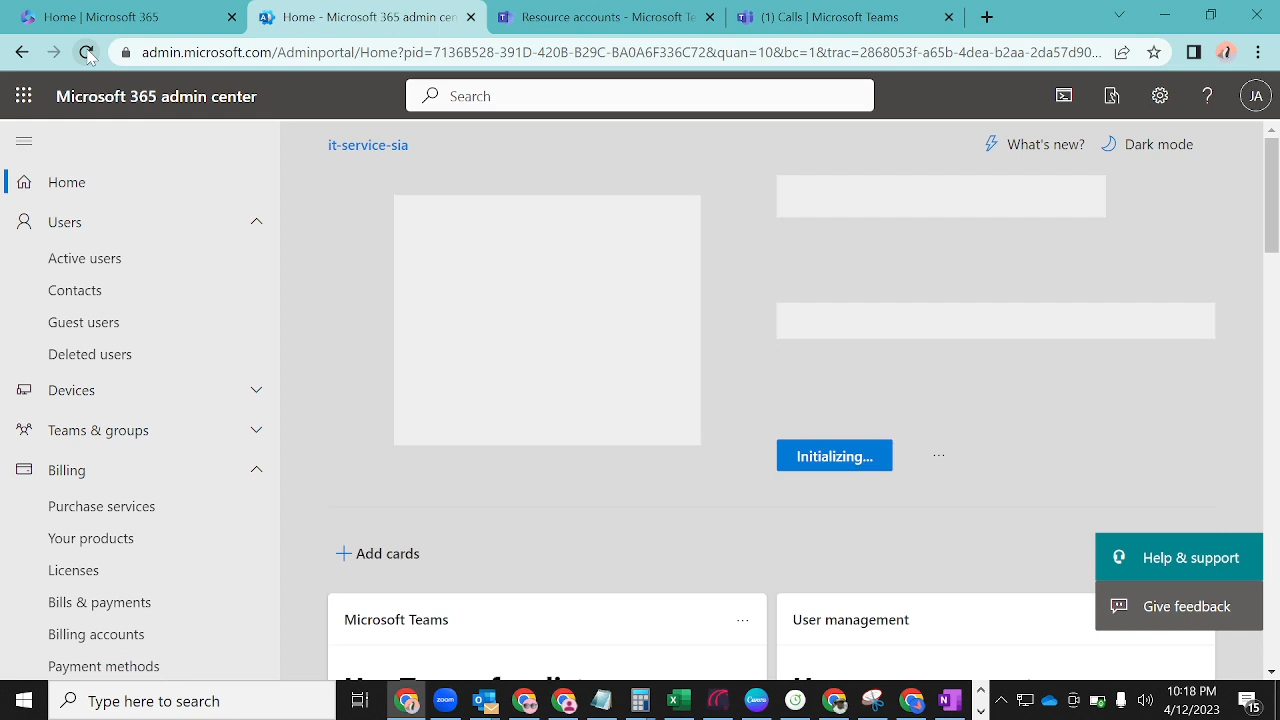 Home | Microsoft 365
Home - Microsoft 365 admin cen
Resource accounts - Microsoft Te
(1) Calls | Microsoft Teams
admin.microsoft.com/Adminportal/Home?pid=7136B528-391D-420B-B29C-BA0A6F336C72&quan=10&bc=1&trac=2868053f-a65b-4dea-b2aa-2da57d90...
Microsoft 365 admin center
Search
JA
it-service-sia
What's new?
Dark mode
Home
Users
Active users
Contacts
Guest users
Deleted users
Devices
Teams & groups
Billing
Initializing...
Purchase services
Your products
Add cards
Help & support
Licenses
Bills & payments
Give feedback
Microsoft Teams
User management
Billing accounts
Payment methods
Type here to search
zoom
Canva
10:18 PM
4/12/2023
15